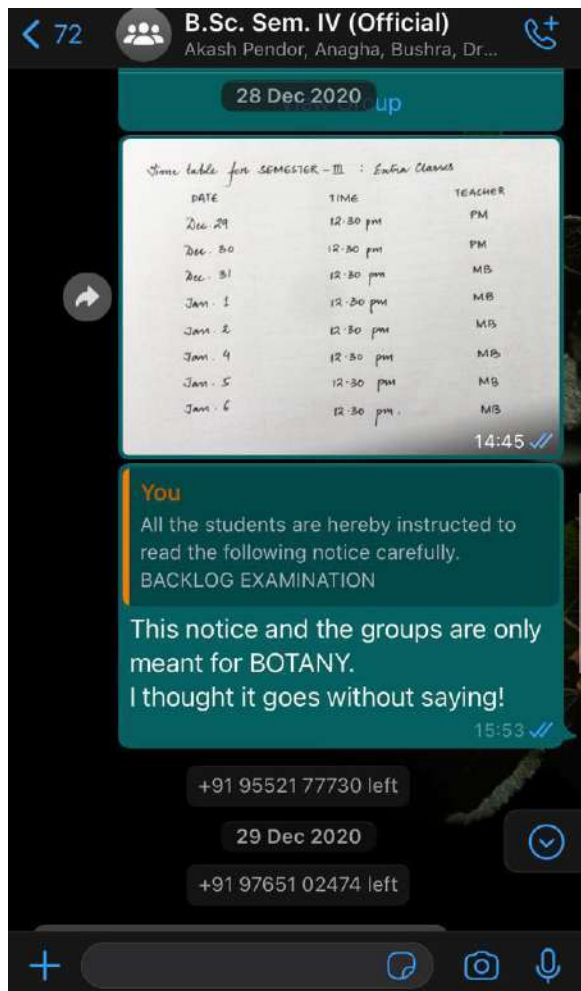 72
B.Sc. Sem. IV (Official)
Akash Pendor, Anagha, Bushra, Dr...
28 Dec 2020
Time table for SEMESTER - III : Extra Classes
DATE TIME TEACHER
Dec. 29 12.30 pm PM
Dec. 30 12.30 pm PM
Dec. 31 12.30 pm MB
Jan. 1 12.30 pm MB
Jan. 2 12.30 pm MB
Jan. 4 12.30 pm MB
Jan. 5 12.30 pm MB
Jan. 6 12.30 pm. MB
14:45
You
All the students are hereby instructed to
read the following notice carefully.
BACKLOG EXAMINATION
This notice and the groups are only
meant for BOTANY.
I thought it goes without saying!
15:53
+91 95521 77730 left
29 Dec 2020
+91 97651 02474 left